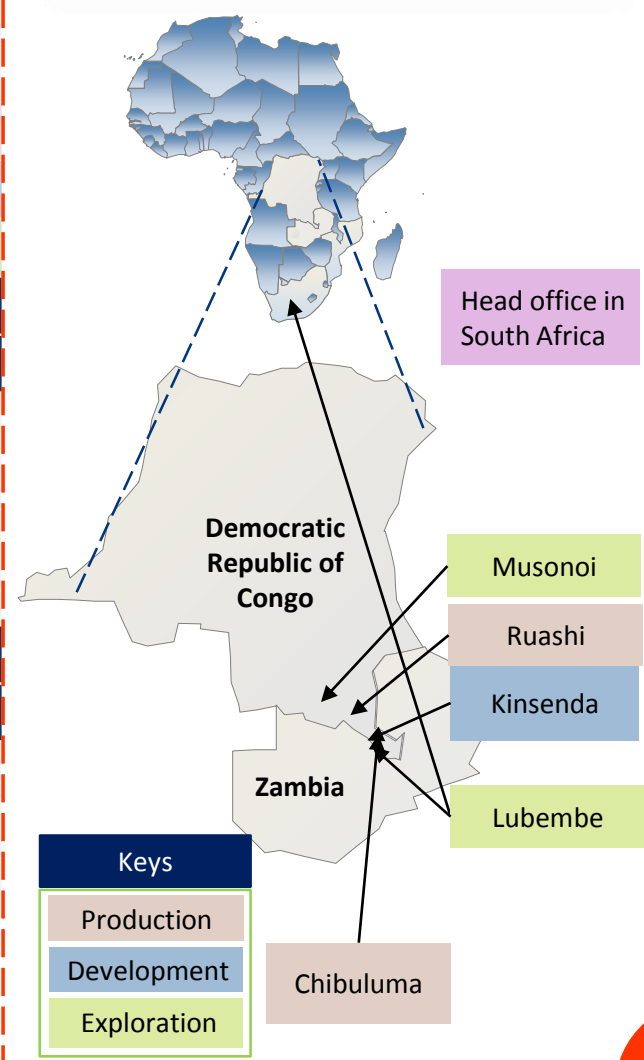 Head office in
South Africa
Democratic
Republic of
Congo
Musonoi
Ruashi
Kinsenda
Zambia
Lubembe
Keys
Production
Development
Exploration
Chibuluma